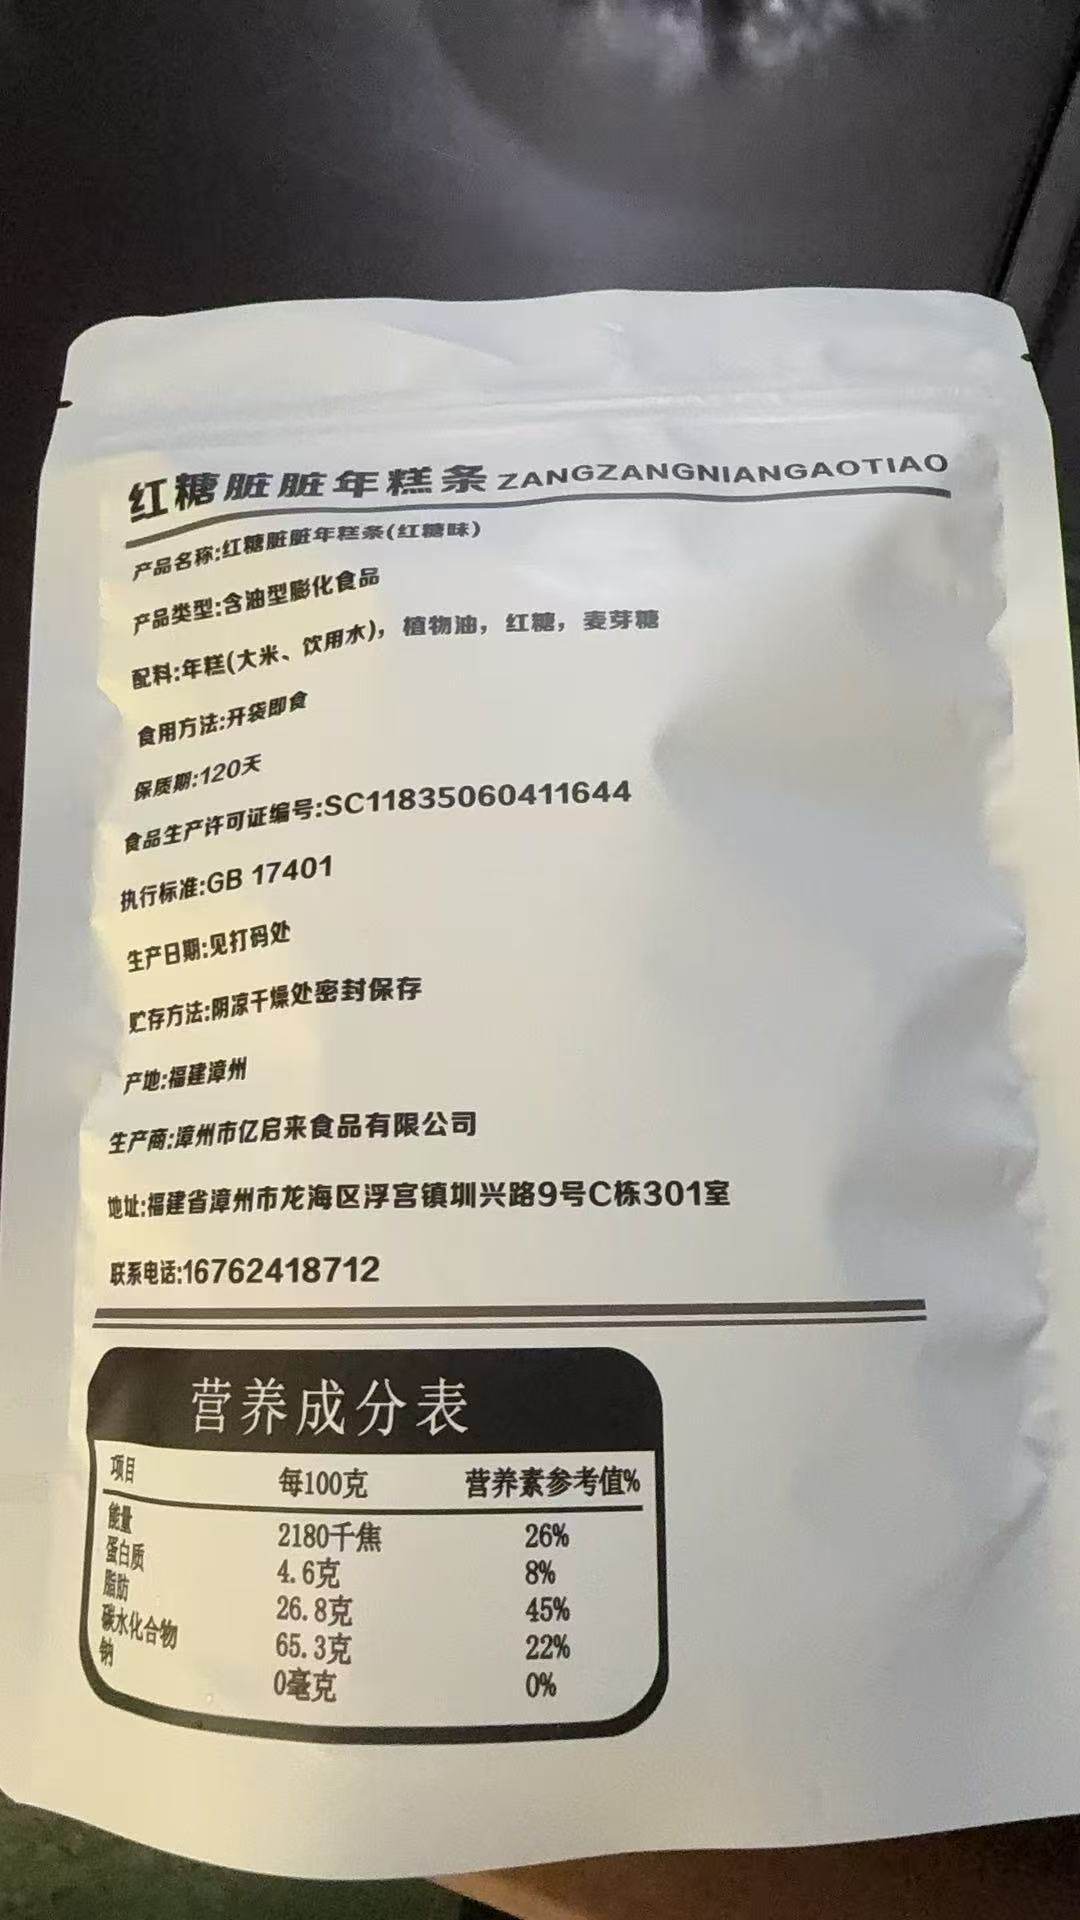 红糖脏脏年糕条 ZANGZANGNIANGAOTIAO
产品名称:红糖脏脏年糕条(红糖味)
产品类型:含油型膨化食品
配料:年糕(大米、饮用水)，植物油，红糖，麦芽糖
食用方法:开袋即食
保质期:120天
食品生产许可证编号:SC11835060411644
执行标准:GB 17401
生产日期:见打码处
贮存方法:阴凉干燥处密封保存
产地:福建漳州
生产商:漳州市亿启来食品有限公司
地址:福建省漳州市龙海区浮宫镇圳兴路9号C栋301室
联系电话:16762418712
营养成分表
项目 每100克 营养素参考值%
能量 2180千焦 26%
蛋白质 4.6克 8%
脂肪 26.8克 45%
碳水化合物 65.3克 22%
钠 0毫克 0%